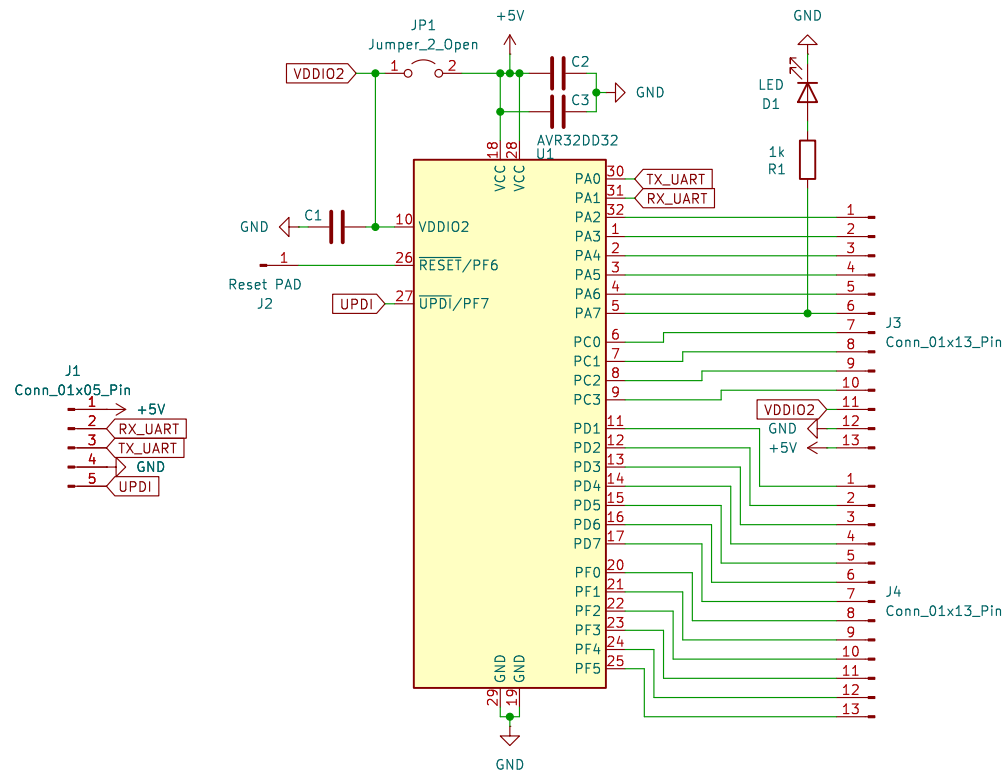 GND
+5V
JP1
Jumper_2_Open
VDDIO2
1
2
C2
C3
GND
LED
D1
AVR32DD32
U1
1k
R1
18
28
VCC
VCC
PA0
30
TX_UART
PA1
31
RX_UART
PA2
32
1
PA3
1
2
PA4
2
3
PA5
3
4
PA6
4
5
PA7
5
6
GND
C1
10
VDDIO2
1
26
RESET/PF6
Reset PAD
J2
UPDI
27
UPDI/PF7
PC0
6
7
PC1
7
8
PC2
8
9
PC3
9
10
J3
Conn_01x13_Pin
VDDIO2
11
GND
12
+5V
13
J1
Conn_01x05_Pin
1
+5V
2
RX_UART
3
TX_UART
4
GND
5
UPDI
PD1
11
1
PD2
12
2
PD3
13
3
PD4
14
4
PD5
15
5
PD6
16
6
PD7
17
7
PF0
20
8
PF1
21
9
PF2
22
10
PF3
23
11
PF4
24
12
PF5
25
13
J4
Conn_01x13_Pin
GND
GND
29
19
GND